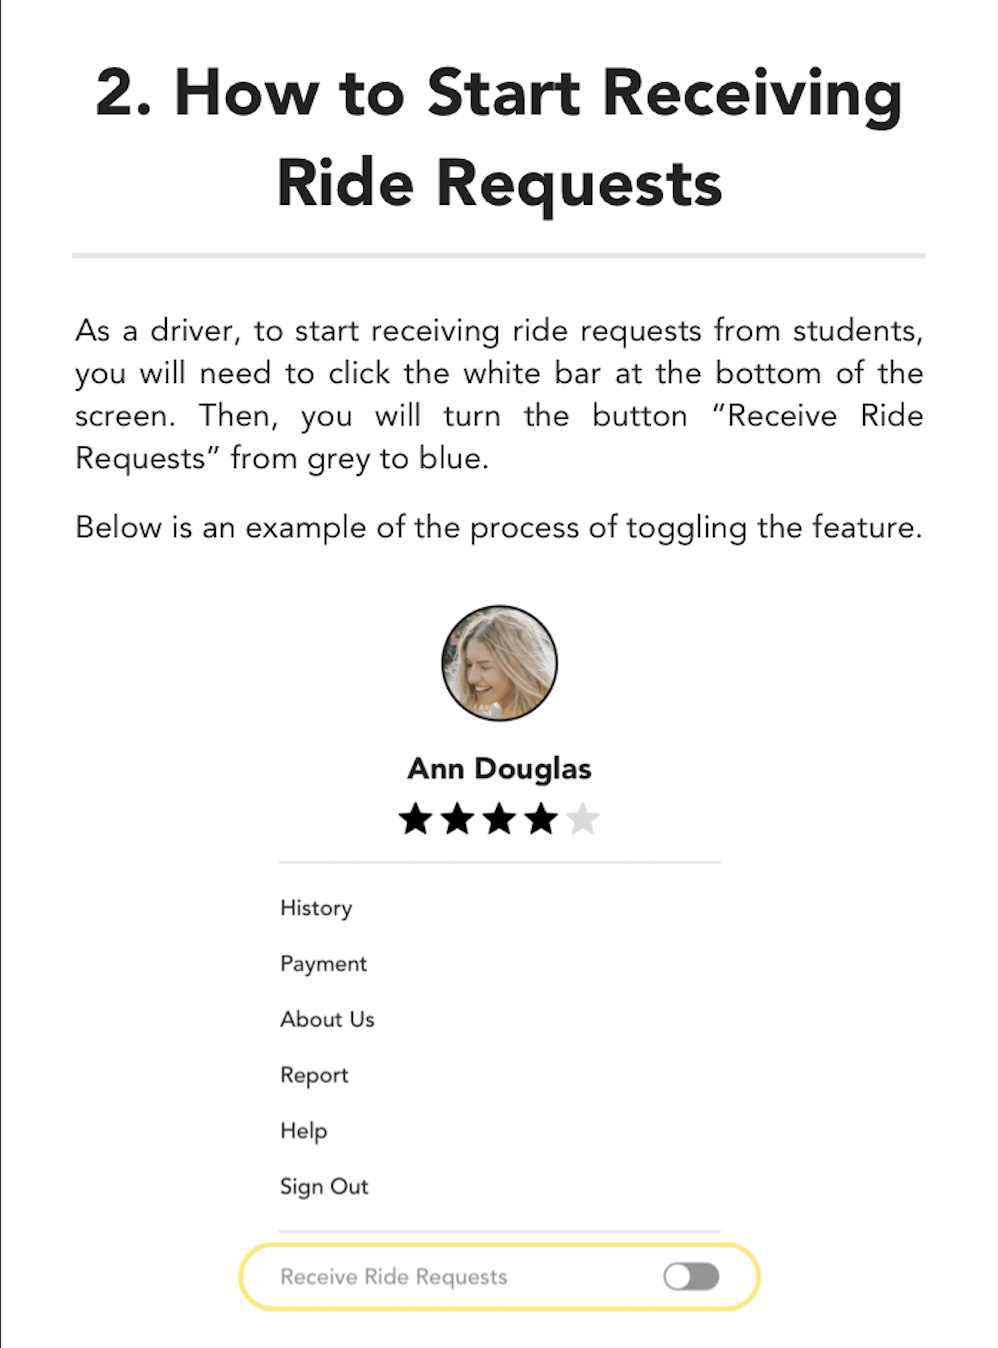 2. How to Start Receiving
Ride Requests
As a driver, to start receiving ride requests from students,
you will need to click the white bar at the bottom of the
screen. Then, you will turn the button “Receive Ride
Requests” from grey to blue.
Below is an example of the process of toggling the feature.
Ann Douglas
History
Payment
About Us
Report
Help
Sign Out
Receive Ride Requests